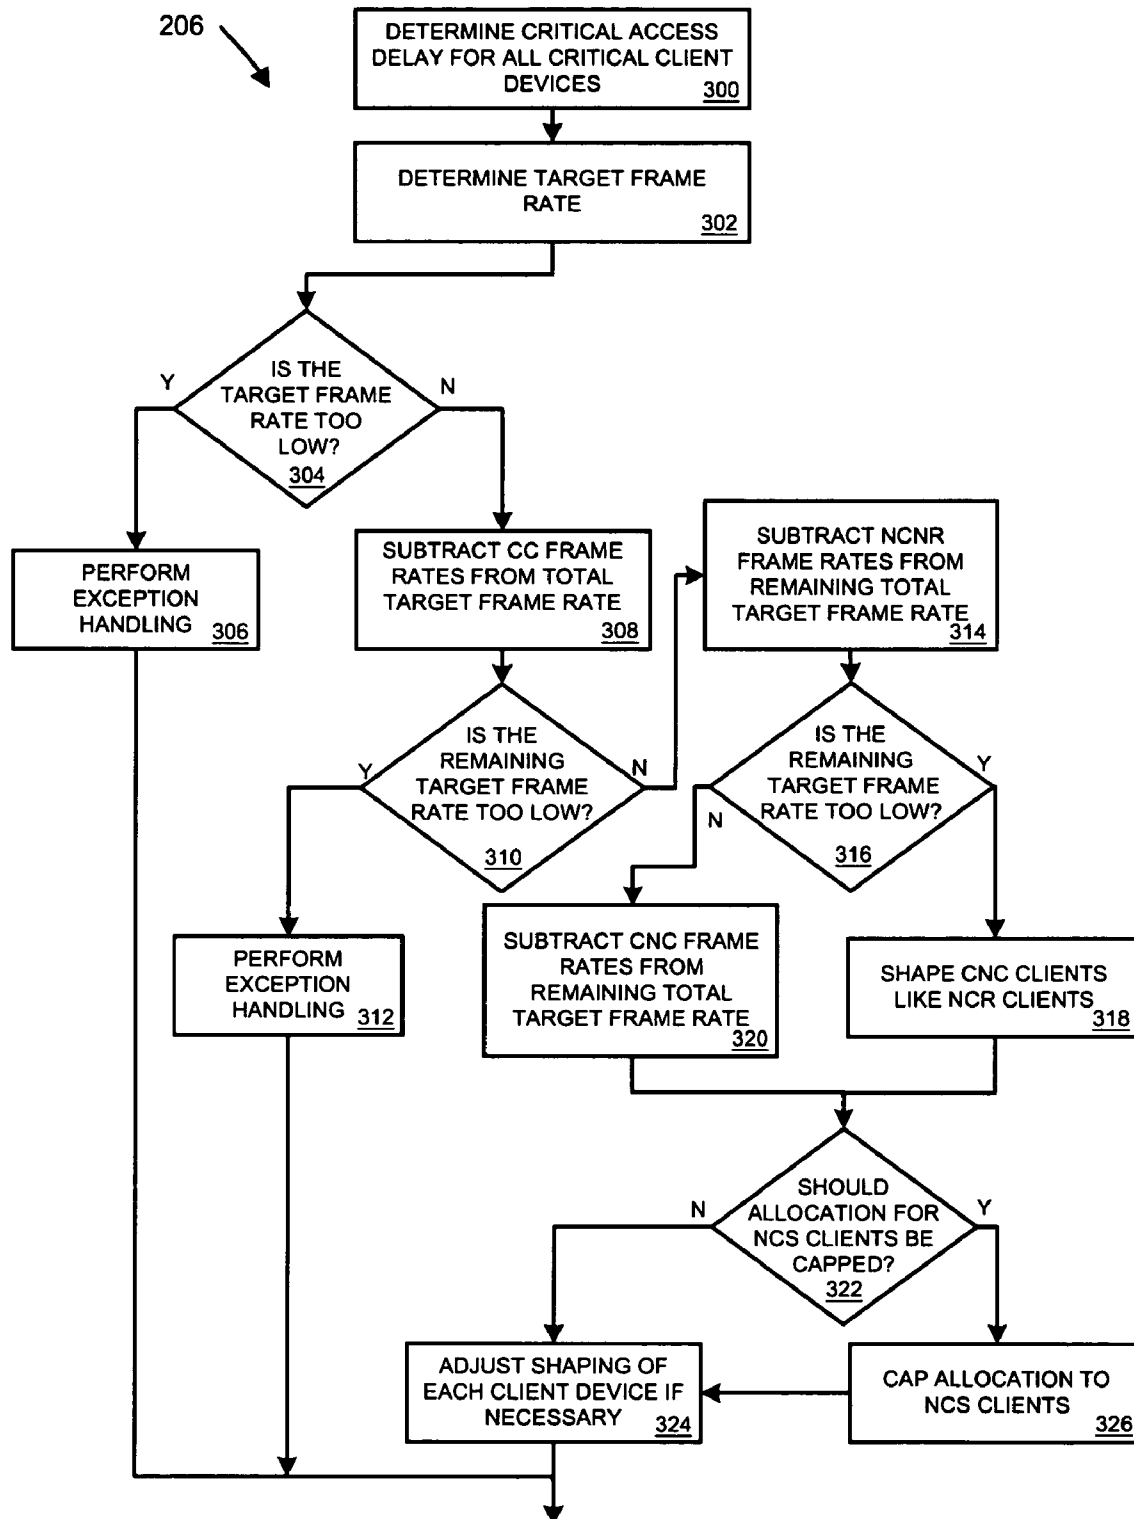 206
DETERMINE CRITICAL ACCESS
DELAY FOR ALL CRITICAL CLIENT
DEVICES
300
DETERMINE TARGET FRAME
RATE
302
IS THE
TARGET FRAME
RATE TOO
LOW?
304
Y
N
PERFORM
EXCEPTION
HANDLING
306
SUBTRACT CC FRAME
RATES FROM TOTAL
TARGET FRAME RATE
308
SUBTRACT NCNR
FRAME RATES FROM
REMAINING TOTAL
TARGET FRAME RATE
314
IS THE
REMAINING
TARGET FRAME
RATE TOO LOW?
310
Y
N
IS THE
REMAINING
TARGET FRAME
RATE TOO LOW?
316
N
Y
PERFORM
EXCEPTION
HANDLING
312
SUBTRACT CNC FRAME
RATES FROM
REMAINING TOTAL
TARGET FRAME RATE
320
SHAPE CNC CLIENTS
LIKE NCR CLIENTS
318
SHOULD
ALLOCATION FOR
NCS CLIENTS BE
CAPPED?
322
N
Y
ADJUST SHAPING OF
EACH CLIENT DEVICE IF
NECESSARY
324
CAP ALLOCATION TO
NCS CLIENTS
326